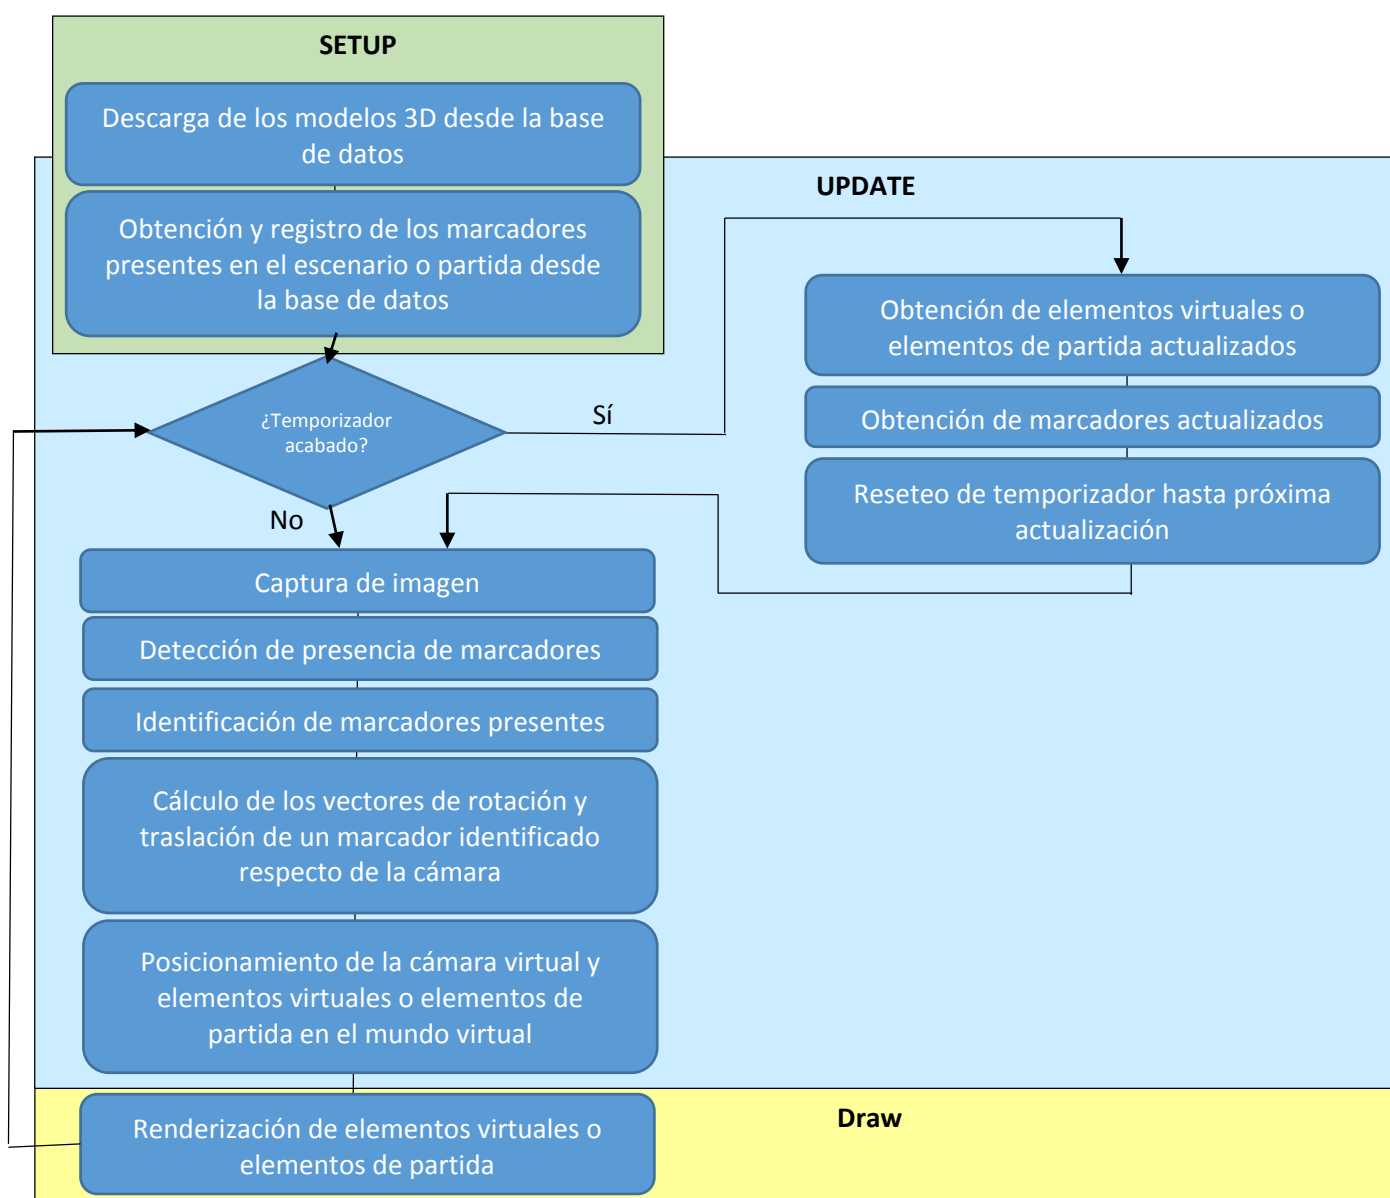 SETUP
Descarga de los modelos 3D desde la base
de datos
Obtención y registro de los marcadores
presentes en el escenario o partida desde
la base de datos
UPDATE
¿Temporizador
acabado?
Sí
No
Obtención de elementos virtuales o
elementos de partida actualizados
Obtención de marcadores actualizados
Reseteo de temporizador hasta próxima
actualización
Captura de imagen
Detección de presencia de marcadores
Identificación de marcadores presentes
Cálculo de los vectores de rotación y
traslación de un marcador identificado
respecto de la cámara
Posicionamiento de la cámara virtual y
elementos virtuales o elementos de
partida en el mundo virtual
Draw
Renderización de elementos virtuales o
elementos de partida